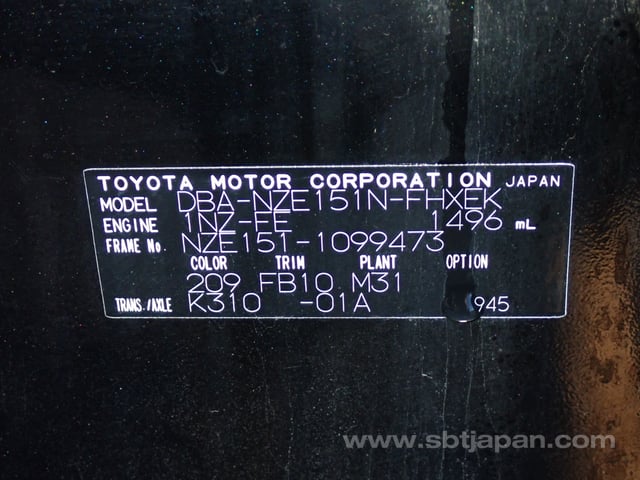 TOYOTA MOTOR CORPORATION JAPAN
MODEL DBA-NZE151N-FHXEK
ENGINE 1NZ-FE 1496 mL
FRAME No. NZE151-1099473
COLOR TRIM PLANT OPTION
209 FB10 M31
TRANS./AXLE K310 -01A 945
www.sbtjapan.com